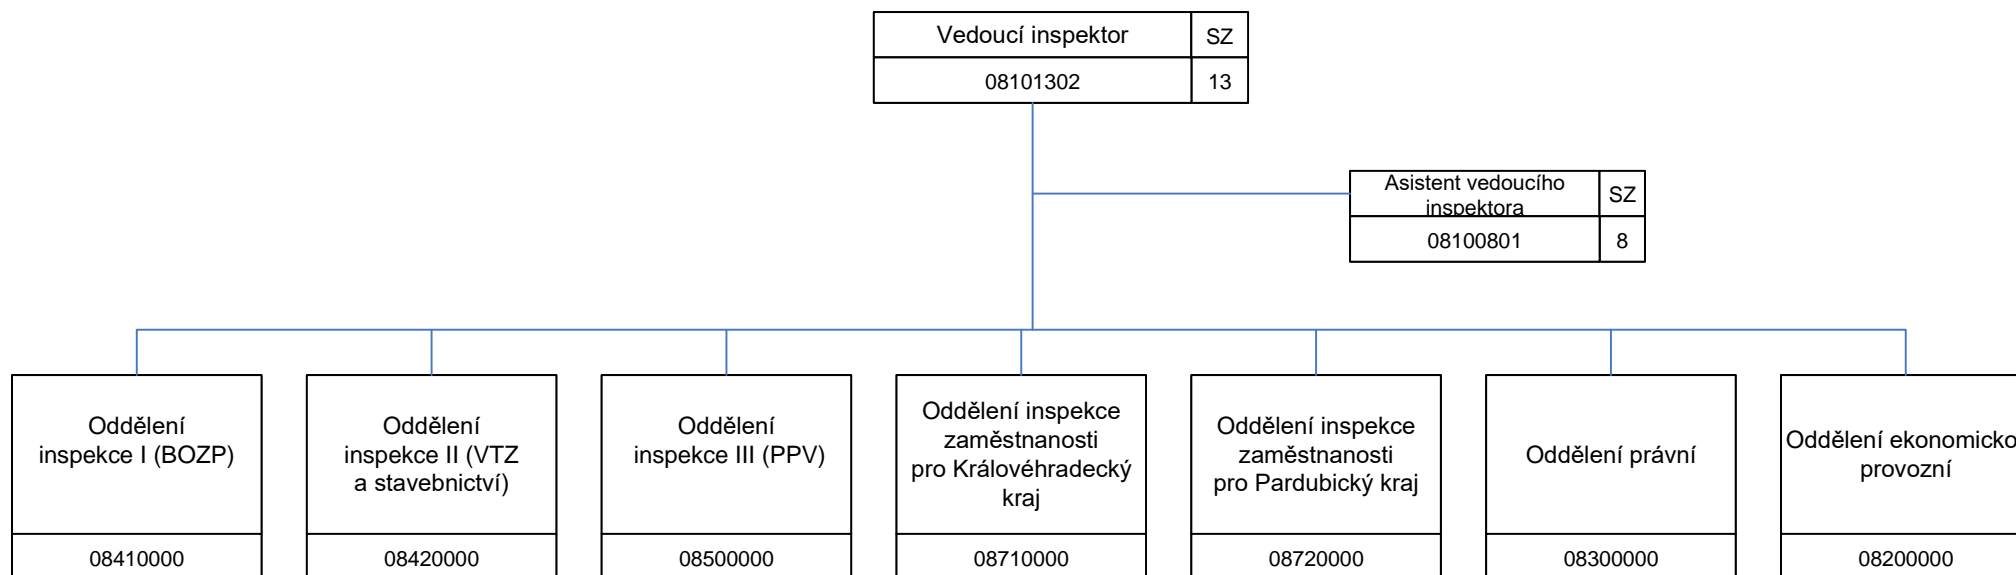 Vedoucí inspektor
SZ
08101302
13
Asistent vedoucího
inspektora
SZ
08100801
8
Oddělení
inspekce I (BOZP)
08410000
Oddělení
inspekce II (VTZ
a stavebnictví)
08420000
Oddělení
inspekce III (PPV)
08500000
Oddělení inspekce
zaměstnanosti
pro Královéhradecký
kraj
08710000
Oddělení inspekce
zaměstnanosti
pro Pardubický kraj
08720000
Oddělení právní
08300000
Oddělení ekonomicko
provozní
08200000